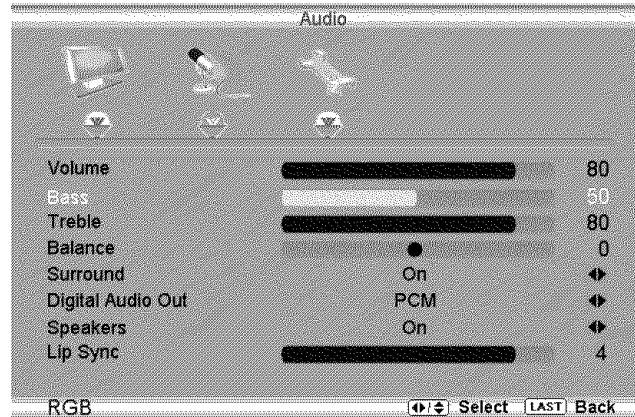 Audio
Volume 80
Bass 50
Treble 80
Balance 0
Surround On
Digital Audio Out PCM
Speakers On
Lip Sync 4
RGB Select LAST Back